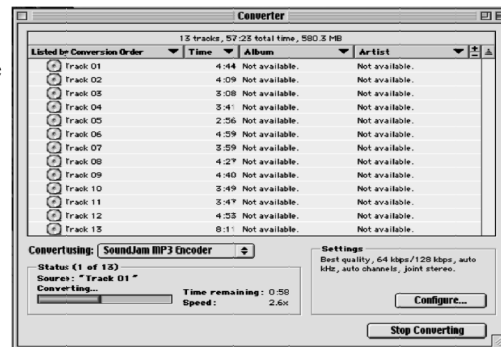 Converter
13 tracks, 57:23 total time, 580.3 MB
Listed by Conversion Order Time Album Artist
Track 01 4:44 Not available. Not available.
Track 02 4:09 Not available. Not available.
Track 03 3:08 Not available. Not available.
Track 04 3:41 Not available. Not available.
Track 05 2:56 Not available. Not available.
Track 06 4:59 Not available. Not available.
Track 07 3:59 Not available. Not available.
Track 08 4:27 Not available. Not available.
Track 09 4:40 Not available. Not available.
Track 10 3:49 Not available. Not available.
Track 11 3:47 Not available. Not available.
Track 12 4:53 Not available. Not available.
Track 13 8:11 Not available. Not available.
Convert using: SoundJam MP3 Encoder
Status (1 of 13)
Source: "Track 01"
Converting...
Time remaining: 0:58
Speed: 2.6x
Settings
Best quality, 64 kbps/128 kbps, auto
kHz, auto channels, joint stereo.
Configure...
Stop Converting